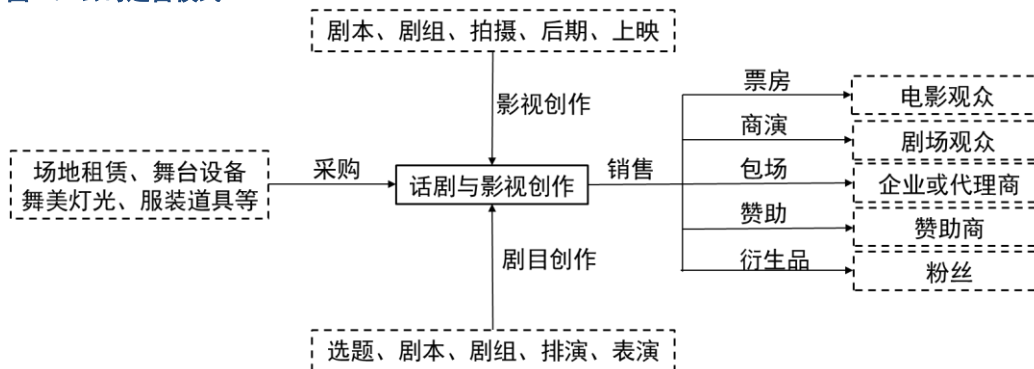 剧本、剧组、拍摄、后期、上映
影视创作
票房
电影观众
商演
剧场观众
场地租赁、舞台设备
舞美灯光、服装道具等
采购
话剧与影视创作
销售
包场
企业或代理商
赞助
赞助商
剧目创作
衍生品
粉丝
选题、剧本、剧组、排演、表演